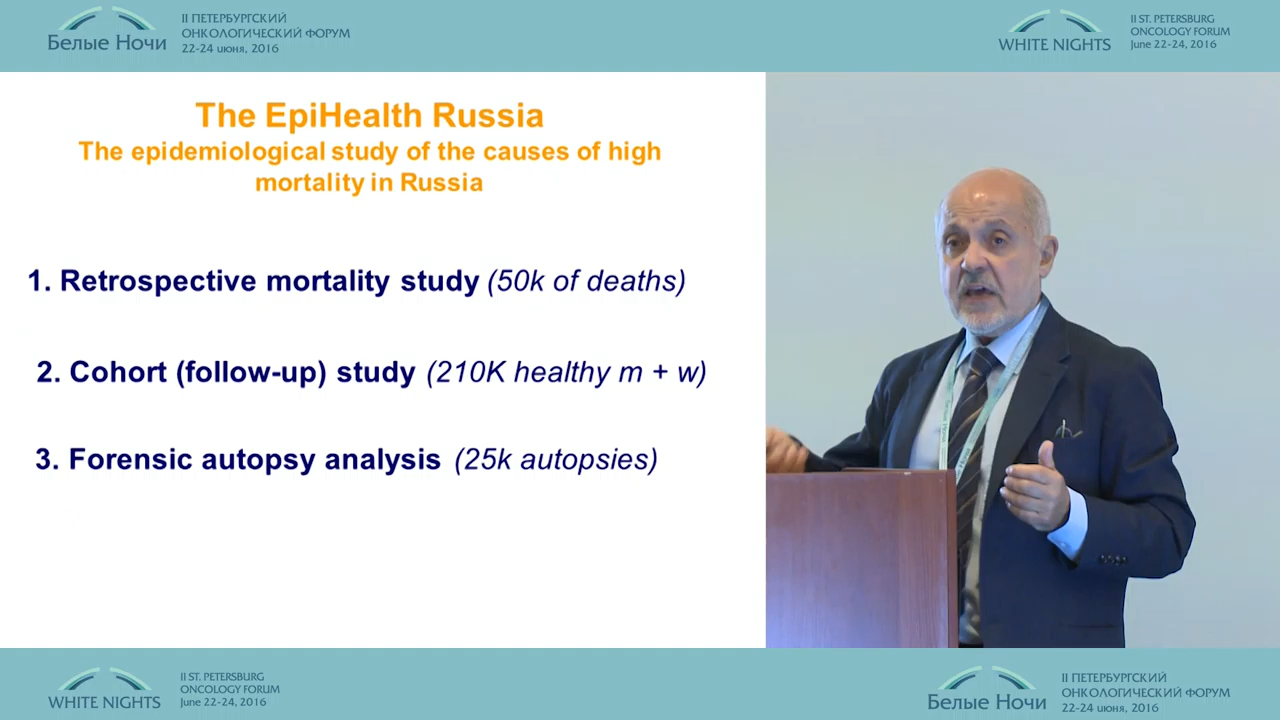 Белые Ночи
II ПЕТЕРБУРГСКИЙ
ОНКОЛОГИЧЕСКИЙ ФОРУМ
22-24 июня, 2016
WHITE NIGHTS
II ST. PETERSBURG
ONCOLOGY FORUM
June 22-24, 2016
The EpiHealth Russia
The epidemiological study of the causes of high
mortality in Russia
1. Retrospective mortality study (50k of deaths)
2. Cohort (follow-up) study (210K healthy m + w)
3. Forensic autopsy analysis (25k autopsies)
WHITE NIGHTS
II ST. PETERSBURG
ONCOLOGY FORUM
June 22-24, 2016
Белые Ночи
II ПЕТЕРБУРГСКИЙ
ОНКОЛОГИЧЕСКИЙ ФОРУМ
22-24 июня, 2016